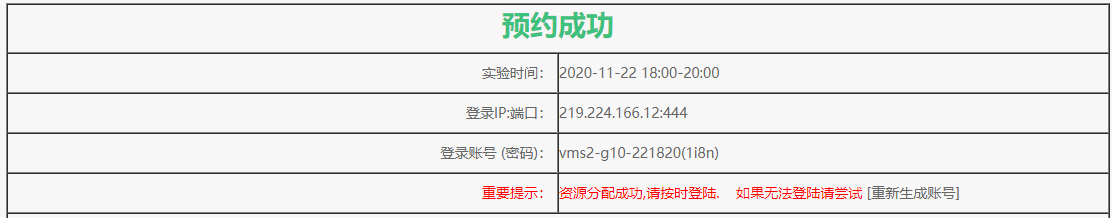 预约成功
实验时间： 2020-11-22 18:00-20:00
登录IP:端口： 219.224.166.12:444
登录账号 (密码)： vms2-g10-221820(1i8n)
重要提示： 资源分配成功,请按时登陆. 如果无法登陆请尝试 [重新生成账号]